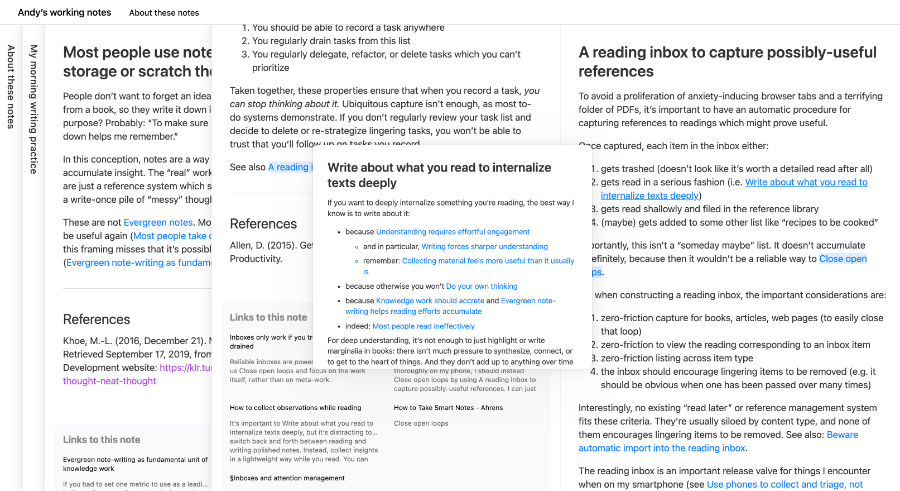 Andy's working notes
About these notes
About these notes
My morning writing practice
Most people use note
storage or scratch th
People don't want to forget an idea
from a book, so they write it down i
purpose? Probably: "To make sure
down helps me remember."
In this conception, notes are a way
accumulate insight. The "real" work
are just a reference system which s
a write-once pile of "messy" though
These are not Evergreen notes. Mo
be useful again (Most people take o
this framing misses that it's possibl
(Evergreen note-writing as fundam
References
Khoe, M.-L. (2016, December 21). M
Retrieved September 17, 2019, from
Development website: https://klr.tu
thought-neat-thought
Links to this note
Evergreen note-writing as fundamental unit of
knowledge work
If you had to set one metric to use as a leadi...
1. You should be able to record a task anywhere
2. You regularly drain tasks from this list
3. You regularly delegate, refactor, or delete tasks which you can't
prioritize
Taken together, these properties ensure that when you record a task, you
can stop thinking about it. Ubiquitous capture isn't enough, as most to-
do systems demonstrate. If you don't regularly review your task list and
decide to delete or re-strategize lingering tasks, you won't be able to
trust that you'll follow up on tasks you record.
See also A reading i
References
Allen, D. (2015). Get
Productivity.
Links to this note
Inboxes only work if you tr
drained
Reliable inboxes are power
us Close open loops and focus on the work
itself, rather than on meta-work.
thoroughly on my phone, I should instead
Close open loops by using A reading inbox to
capture possibly-useful references. I can just
How to collect observations while reading
It's important to Write about what you read to
internalize texts deeply, but it's distracting to...
switch back and forth between reading and
writing polished notes. Instead, collect insights
in a lightweight way while you read. You can
How to Take Smart Notes - Ahrens
Close open loops
§Inboxes and attention management
Write about what you read to internalize
texts deeply
If you want to deeply internalize something you're reading, the best way I
know is to write about it:
• because Understanding requires effortful engagement
◦ and in particular, Writing forces sharper understanding
◦ remember: Collecting material feels more useful than it usually
is
• because otherwise you won't Do your own thinking
• because Knowledge work should accrete and Evergreen note-
writing helps reading efforts accumulate
• indeed: Most people read ineffectively
For deep understanding, it's not enough to just highlight or write
marginalia in books: there isn't much pressure to synthesize, connect, or
to get to the heart of things. And they don't add up to anything over time
A reading inbox to capture possibly-useful
references
To avoid a proliferation of anxiety-inducing browser tabs and a terrifying
folder of PDFs, it's important to have an automatic procedure for
capturing references to readings which might prove useful.
Once captured, each item in the inbox either:
1. gets trashed (doesn't look like it's worth a detailed read after all)
2. gets read in a serious fashion (i.e. Write about what you read to
internalize texts deeply)
3. gets read shallowly and filed in the reference library
4. (maybe) gets added to some other list like "recipes to be cooked"
portantly, this isn't a "someday maybe" list. It doesn't accumulate
efinitely, because then it wouldn't be a reliable way to Close open
ps.
when constructing a reading inbox, the important considerations are:
1. zero-friction capture for books, articles, web pages (to easily close
that loop)
2. zero-friction to view the reading corresponding to an inbox item
3. zero-friction listing across item type
4. the inbox should encourage lingering items to be removed (e.g. it
should be obvious when one has been passed over many times)
Interestingly, no existing "read later" or reference management system
fits these criteria. They're usually siloed by content type, and none of
them encourages lingering items to be removed. See also: Beware
automatic import into the reading inbox.
The reading inbox is an important release valve for things I encounter
when on my smartphone (see Use phones to collect and triage, not